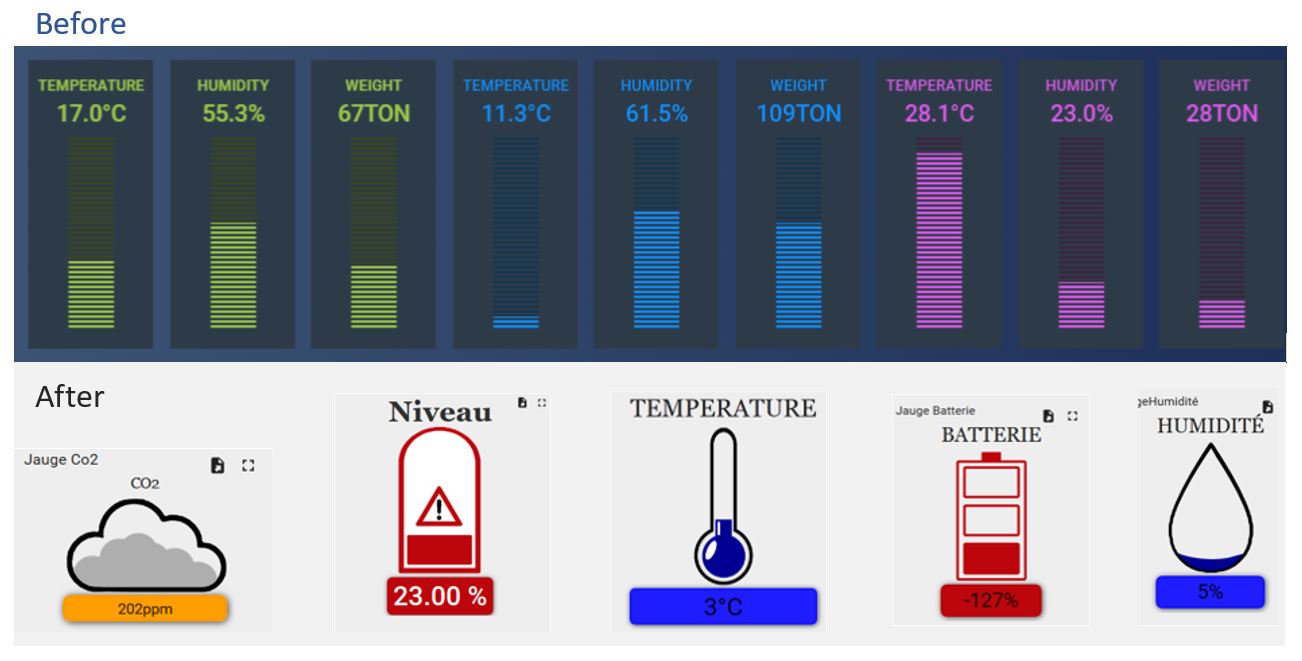 Before
TEMPERATURE
17.0°C
HUMIDITY
55.3%
WEIGHT
67TON
TEMPERATURE
11.3°C
HUMIDITY
61.5%
WEIGHT
109TON
TEMPERATURE
28.1°C
HUMIDITY
23.0%
WEIGHT
28TON
After
Jauge Co2
CO2
202ppm
Niveau
!
23.00 %
TEMPERATURE
3°C
Jauge Batterie
BATTERIE
-127%
geHumidité
HUMIDITÉ
5%